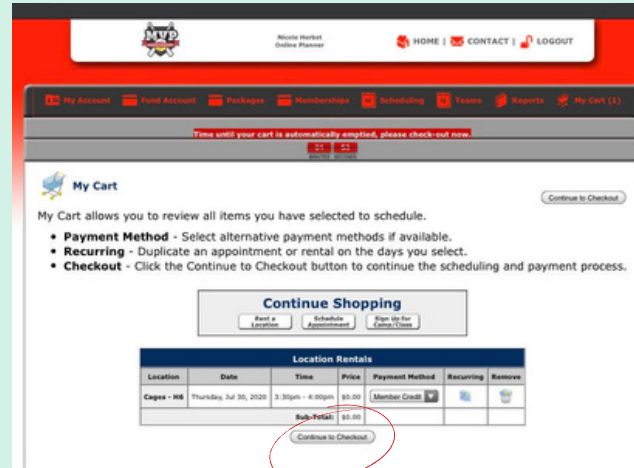 MVP
Nicole Herbst
Online Planner
HOME | CONTACT | LOGOUT
My Account Fund Account Packages Memberships Scheduling Teams Reports My Cart (1)
Time until your cart is automatically emptied, please check-out now.
MINUTES SECONDS
My Cart
Continue to Checkout
My Cart allows you to review all items you have selected to schedule.
• Payment Method - Select alternative payment methods if available.
• Recurring - Duplicate an appointment or rental on the days you select.
• Checkout - Click the Continue to Checkout button to continue the scheduling and payment process.
Continue Shopping
Rent a Schedule Sign Up for
Location Appointment Camp/Class
Location Rentals
Location Date Time Price Payment Method Recurring Remove
Cages - H6 Thursday, Jul 30, 2020 3:30pm - 4:00pm $0.00 Member Credit
Sub-Total: $0.00
Continue to Checkout